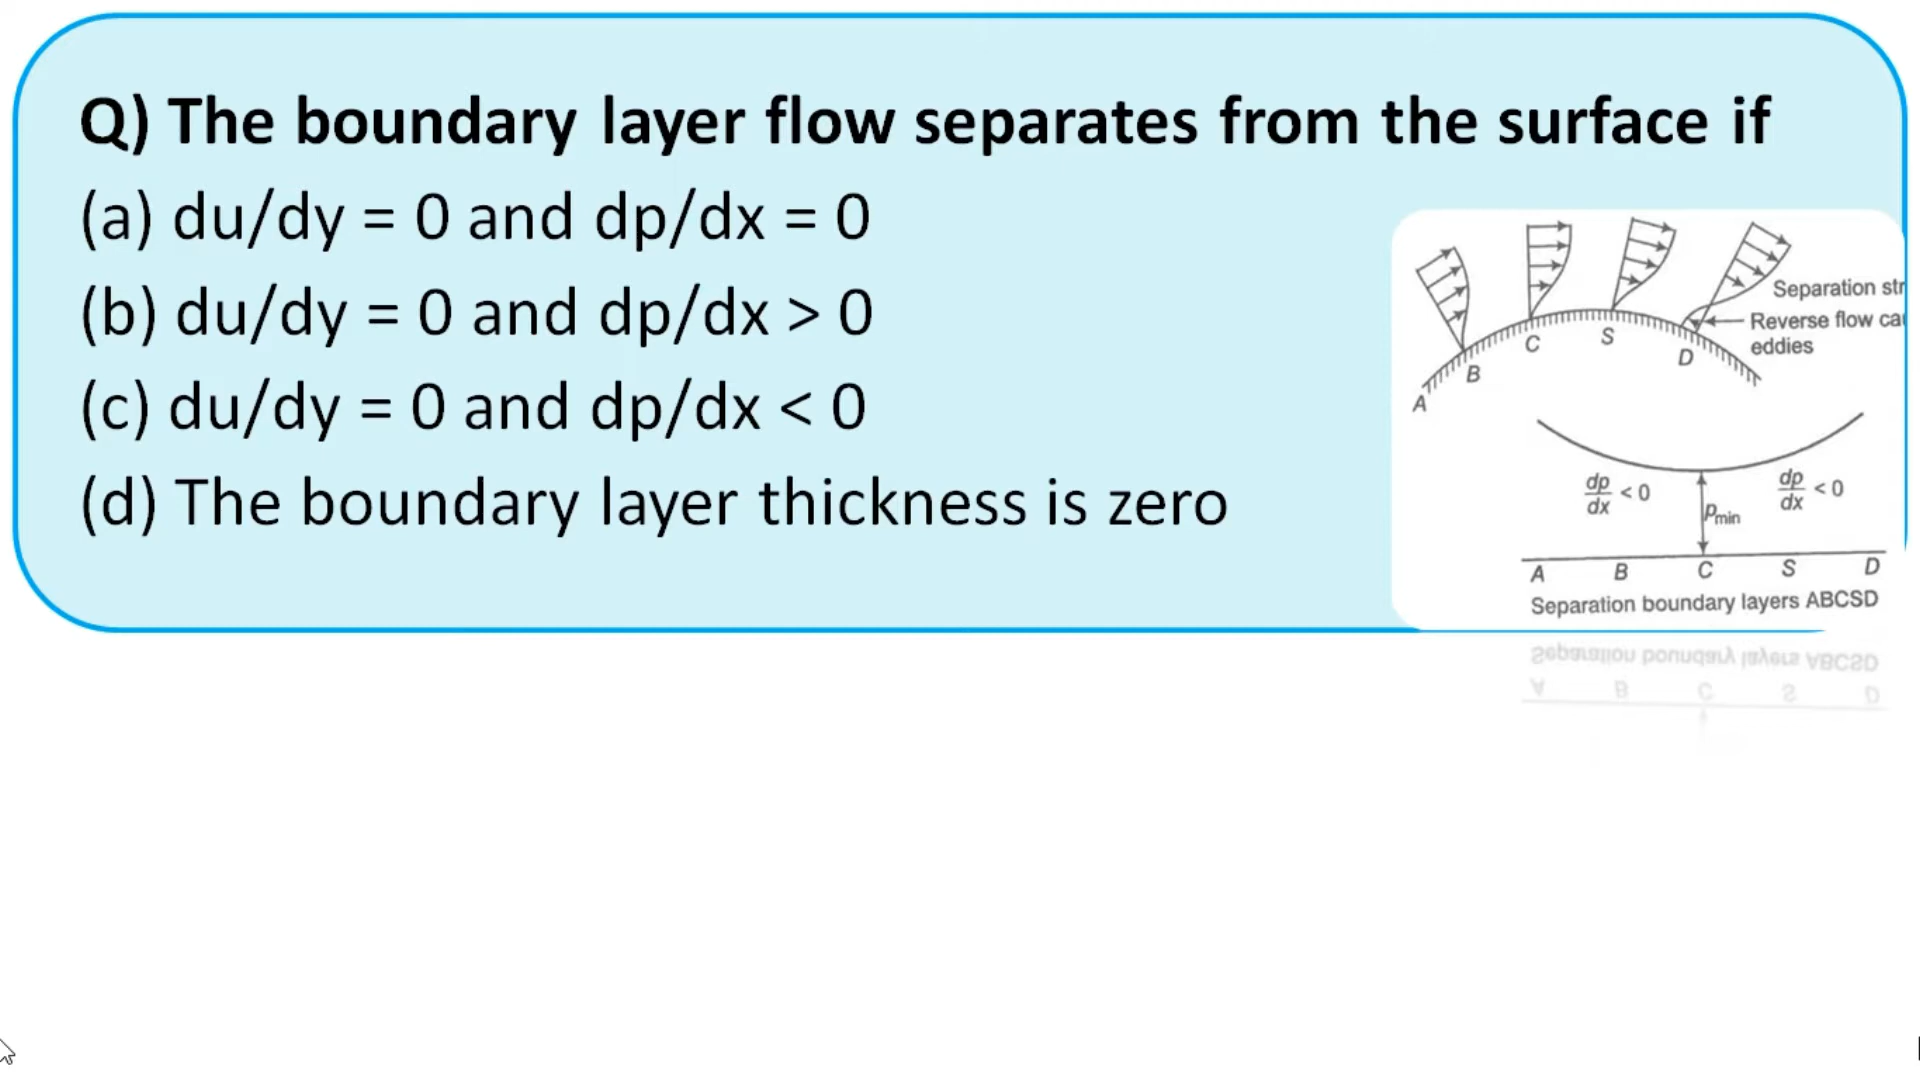 Q) The boundary layer flow separates from the surface if
(a) du/dy = 0 and dp/dx = 0
(b) du/dy = 0 and dp/dx > 0
(c) du/dy = 0 and dp/dx < 0
(d) The boundary layer thickness is zero
Separation str
Reverse flow cau
eddies
A
B
C
S
D
dp/dx < 0
dp/dx < 0
Pmin
A B C S D
Separation boundary layers ABCSD